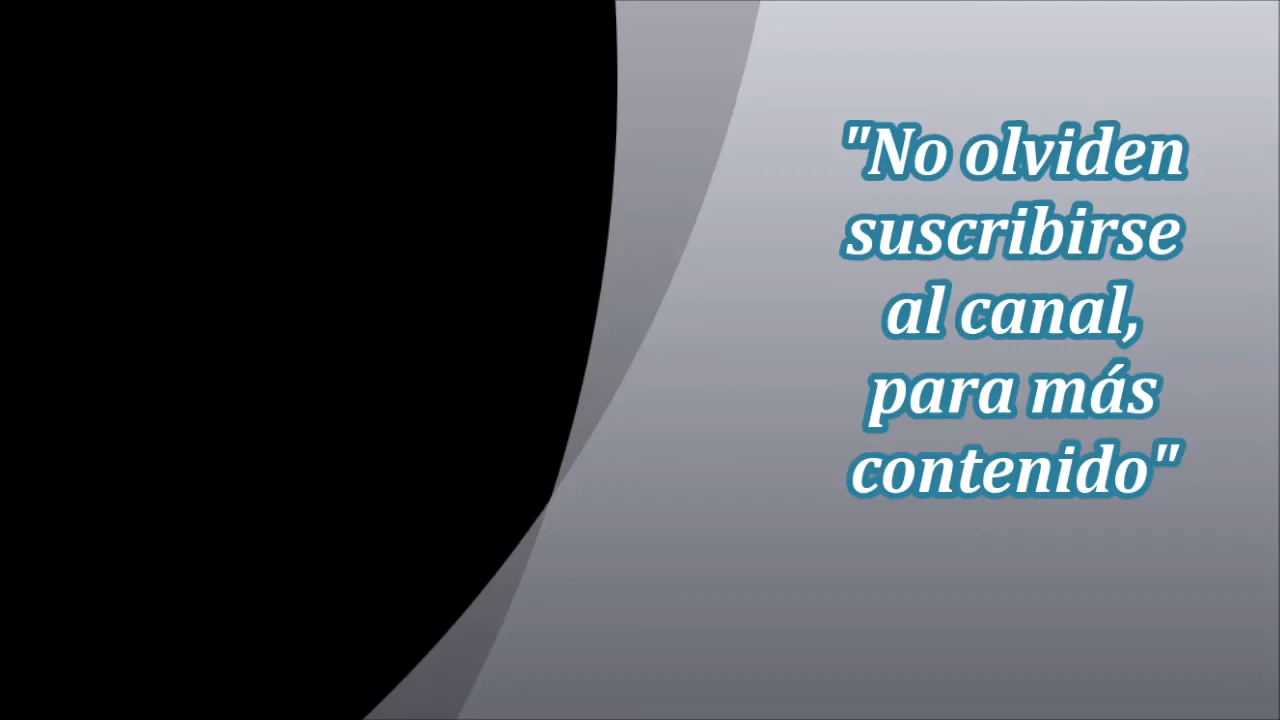 "No olviden
suscribirse
al canal,
para más
contenido"